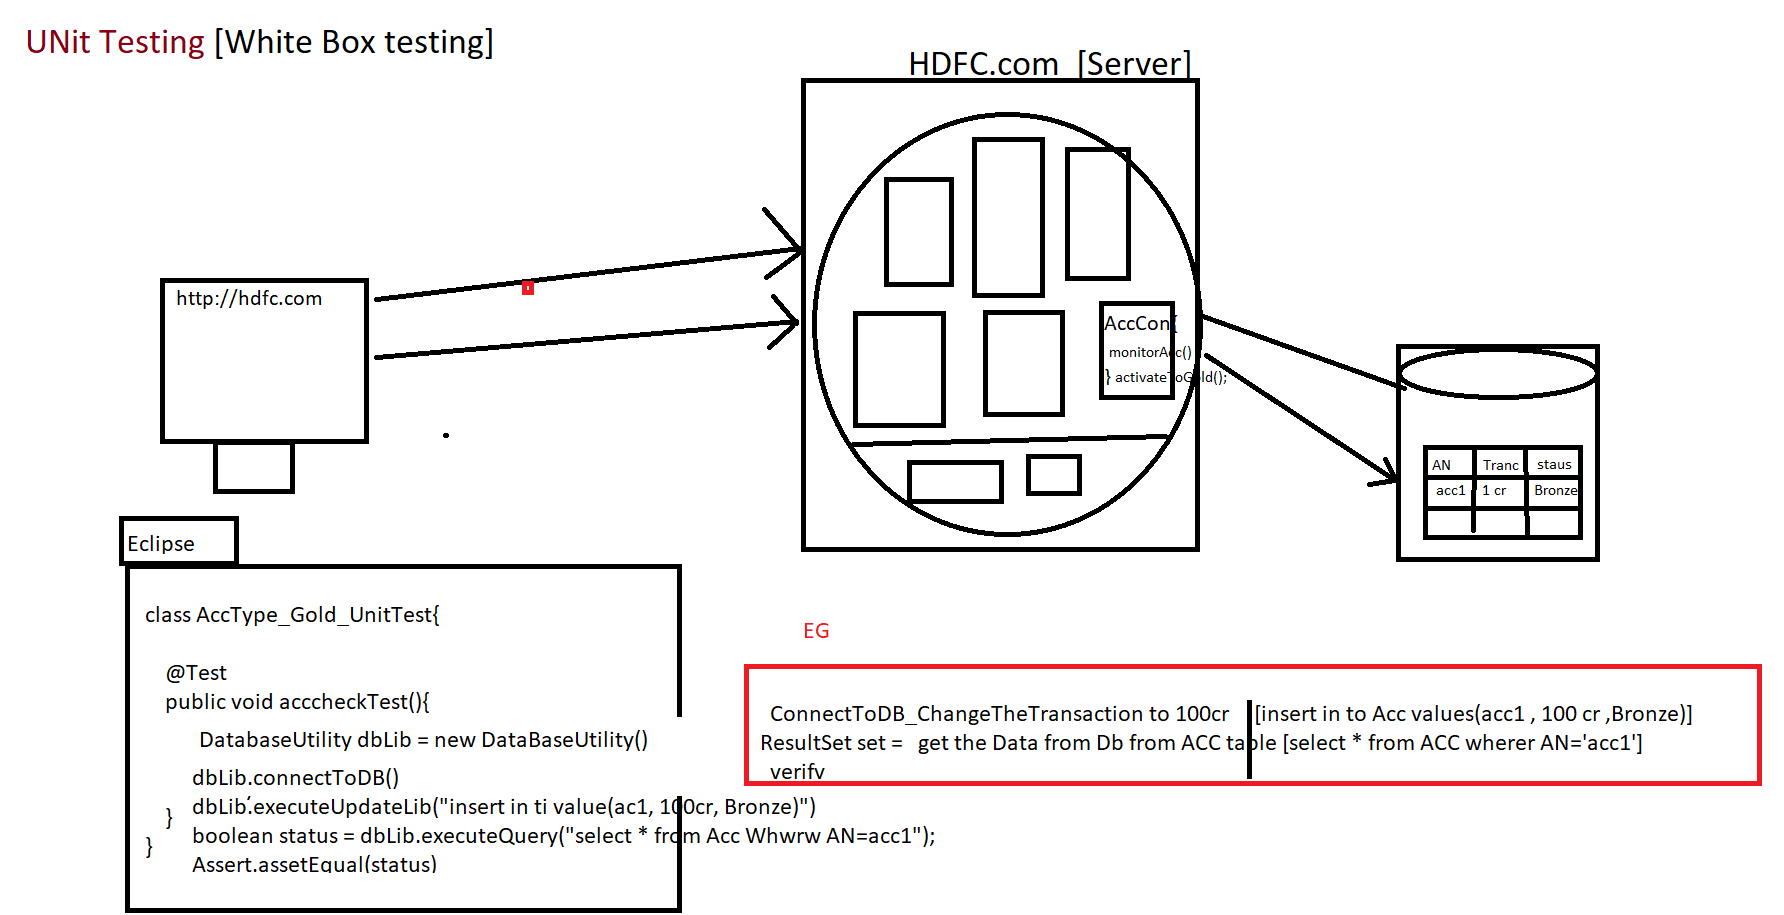 UNit Testing [White Box testing]
HDFC.com [Server]
http://hdfc.com
AccCon{
monitorAcc()
} activateToGold();
AN Tranc staus
acc1 1 cr Bronze
Eclipse
class AccType_Gold_UnitTest{
@Test
public void acccheckTest(){
DatabaseUtility dbLib = new DataBaseUtility()
dbLib.connectToDB()
dbLib.executeUpdateLib("insert in ti value(ac1, 100cr, Bronze)")
}
boolean status = dbLib.executeQuery("select * from Acc Whwrw AN=acc1");
}
Assert.assetEqual(status)
EG
ConnectToDB_ChangeTheTransaction to 100cr [insert in to Acc values(acc1 , 100 cr ,Bronze)]
ResultSet set = get the Data from Db from ACC table [select * from ACC wherer AN='acc1']
verify